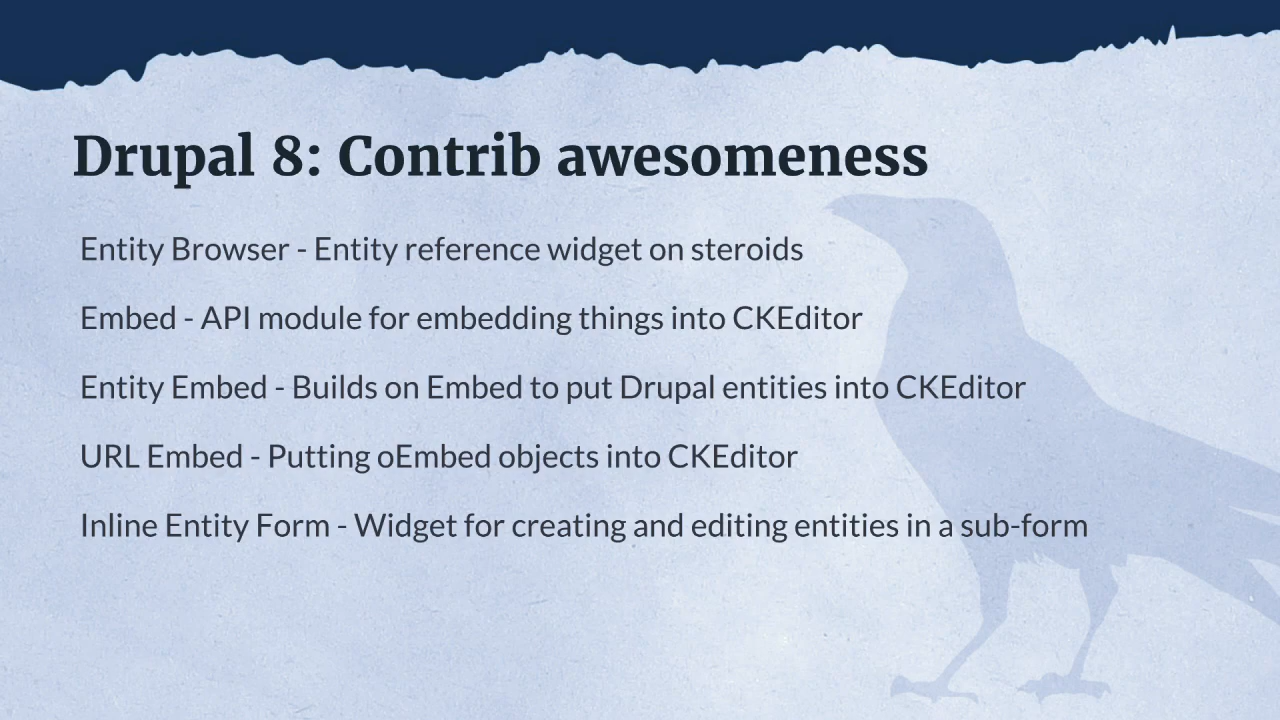 Drupal 8: Contrib awesomeness
Entity Browser - Entity reference widget on steroids
Embed - API module for embedding things into CKEditor
Entity Embed - Builds on Embed to put Drupal entities into CKEditor
URL Embed - Putting oEmbed objects into CKEditor
Inline Entity Form - Widget for creating and editing entities in a sub-form